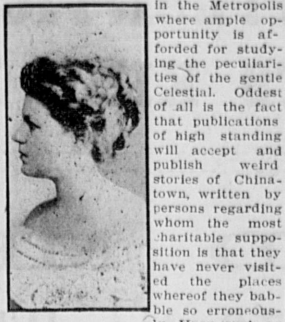 in the Metropolis
where ample op-
portunity is af-
forded for study-
ing the peculiari-
ties of the gentle
Celestial. Oddest
of all is the fact
that publications
of high standing
will accept and
publish weird
stories of China-
town, written by
persons regarding
whom the most
charitable suppo-
sition is that they
have never visit-
ed the places
whereof they bab-
ble so erroneous-